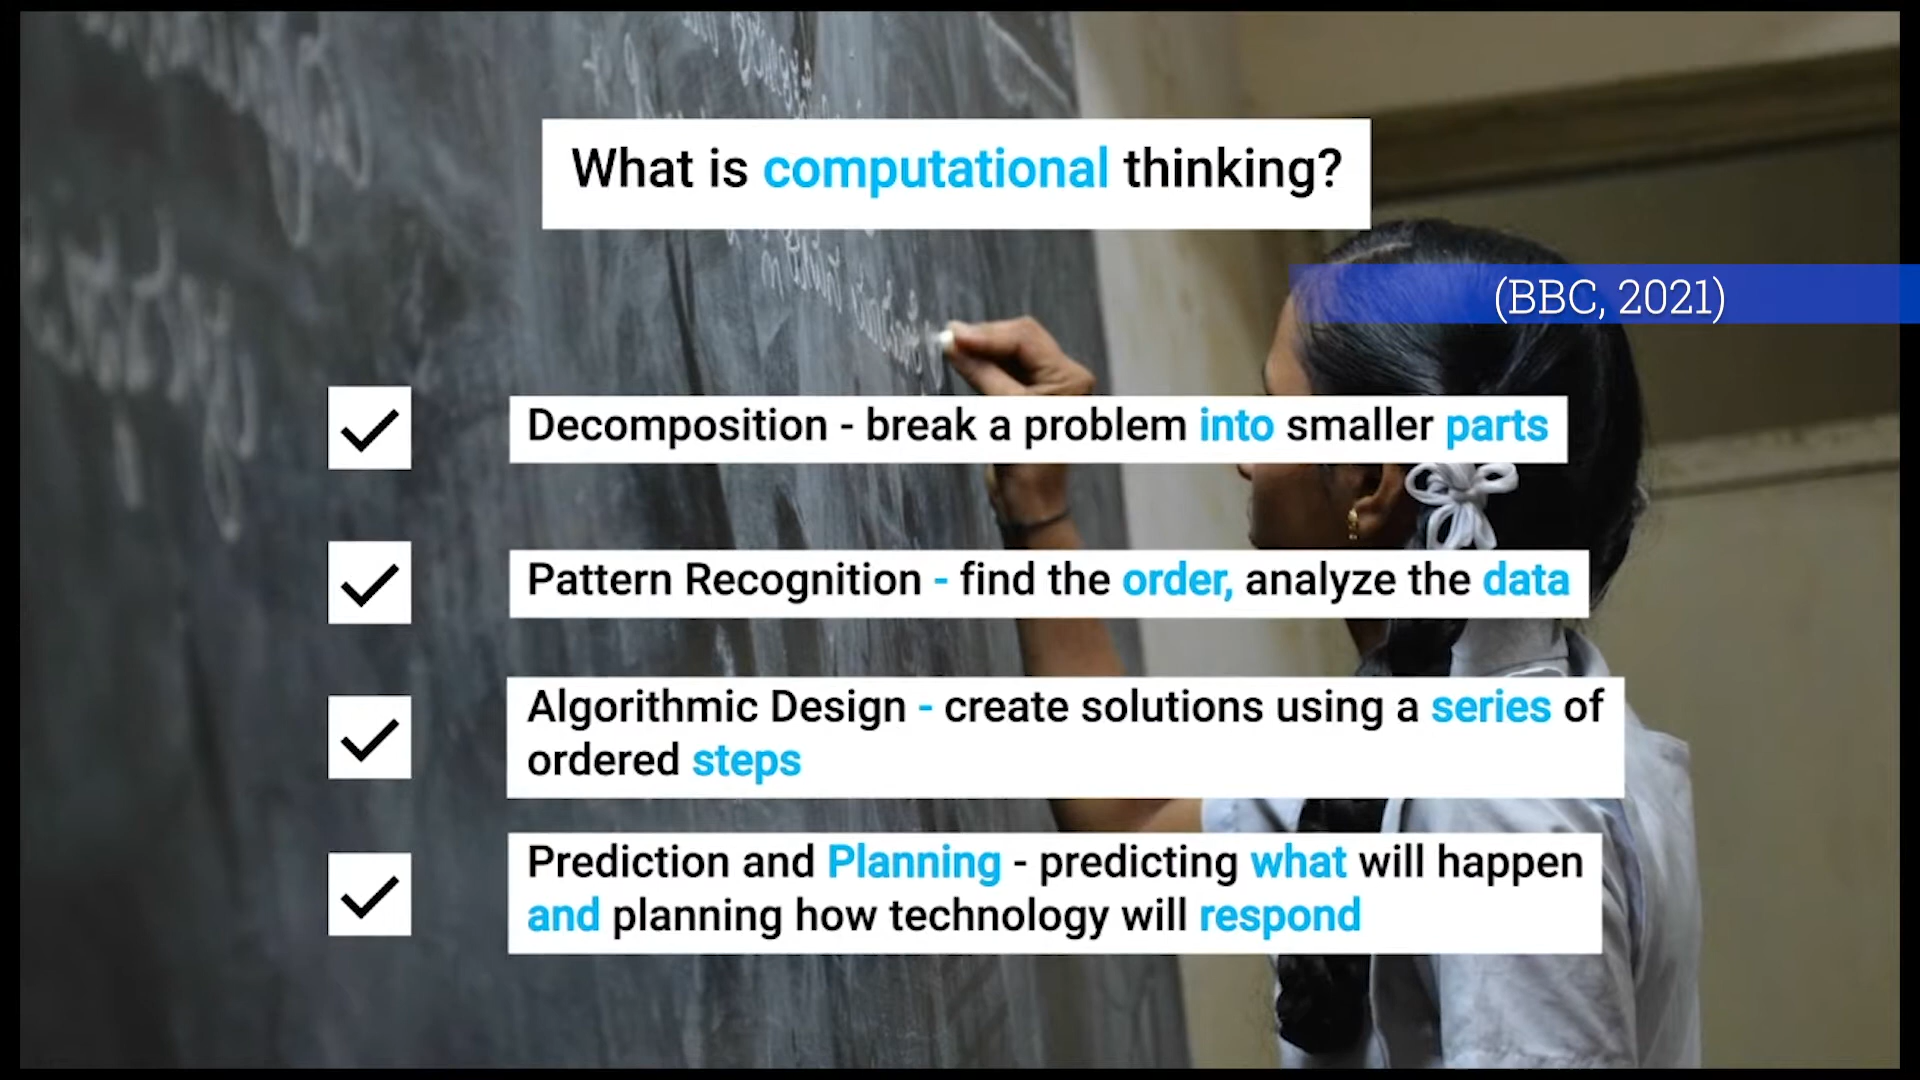 What is computational thinking?
(BBC, 2021)
Decomposition - break a problem into smaller parts
Pattern Recognition - find the order, analyze the data
Algorithmic Design - create solutions using a series of
ordered steps
Prediction and Planning - predicting what will happen
and planning how technology will respond